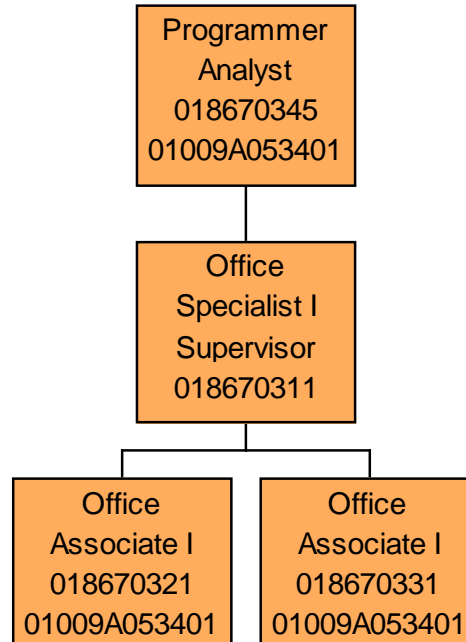 Programmer
Analyst
018670345
01009A053401
Office
Specialist I
Supervisor
018670311
Office
Associate I
018670321
01009A053401
Office
Associate I
018670331
01009A053401